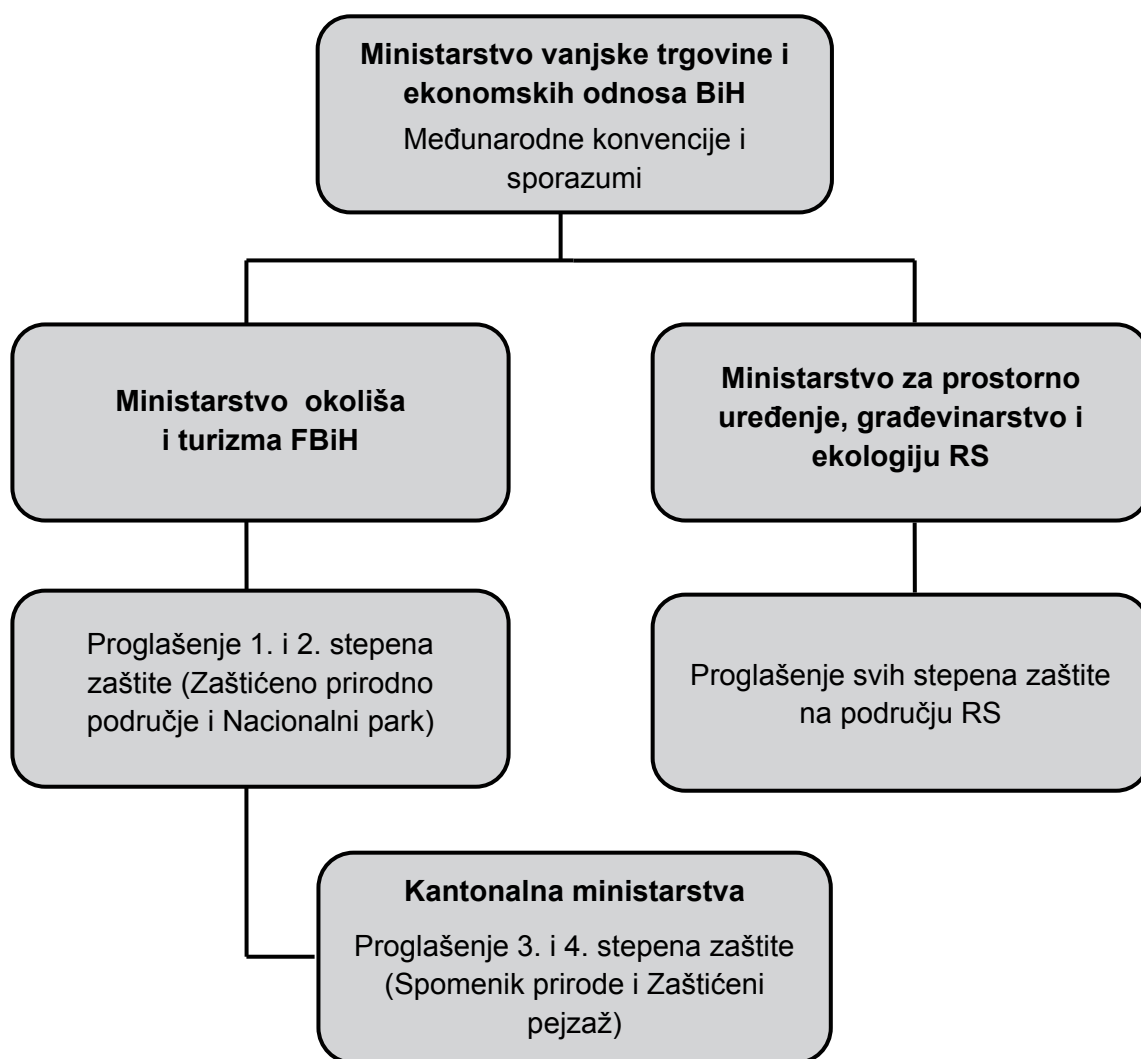 Ministarstvo vanjske trgovine i
ekonomskih odnosa BiH
Međunarodne konvencije i
sporazumi
Ministarstvo okoliša
i turizma FBiH
Ministarstvo za prostorno
uređenje, građevinarstvo i
ekologiju RS
Proglašenje 1. i 2. stepena
zaštite (Zaštićeno prirodno
područje i Nacionalni park)
Proglašenje svih stepena zaštite
na području RS
Kantonalna ministarstva
Proglašenje 3. i 4. stepena zaštite
(Spomenik prirode i Zaštićeni
pejzaž)